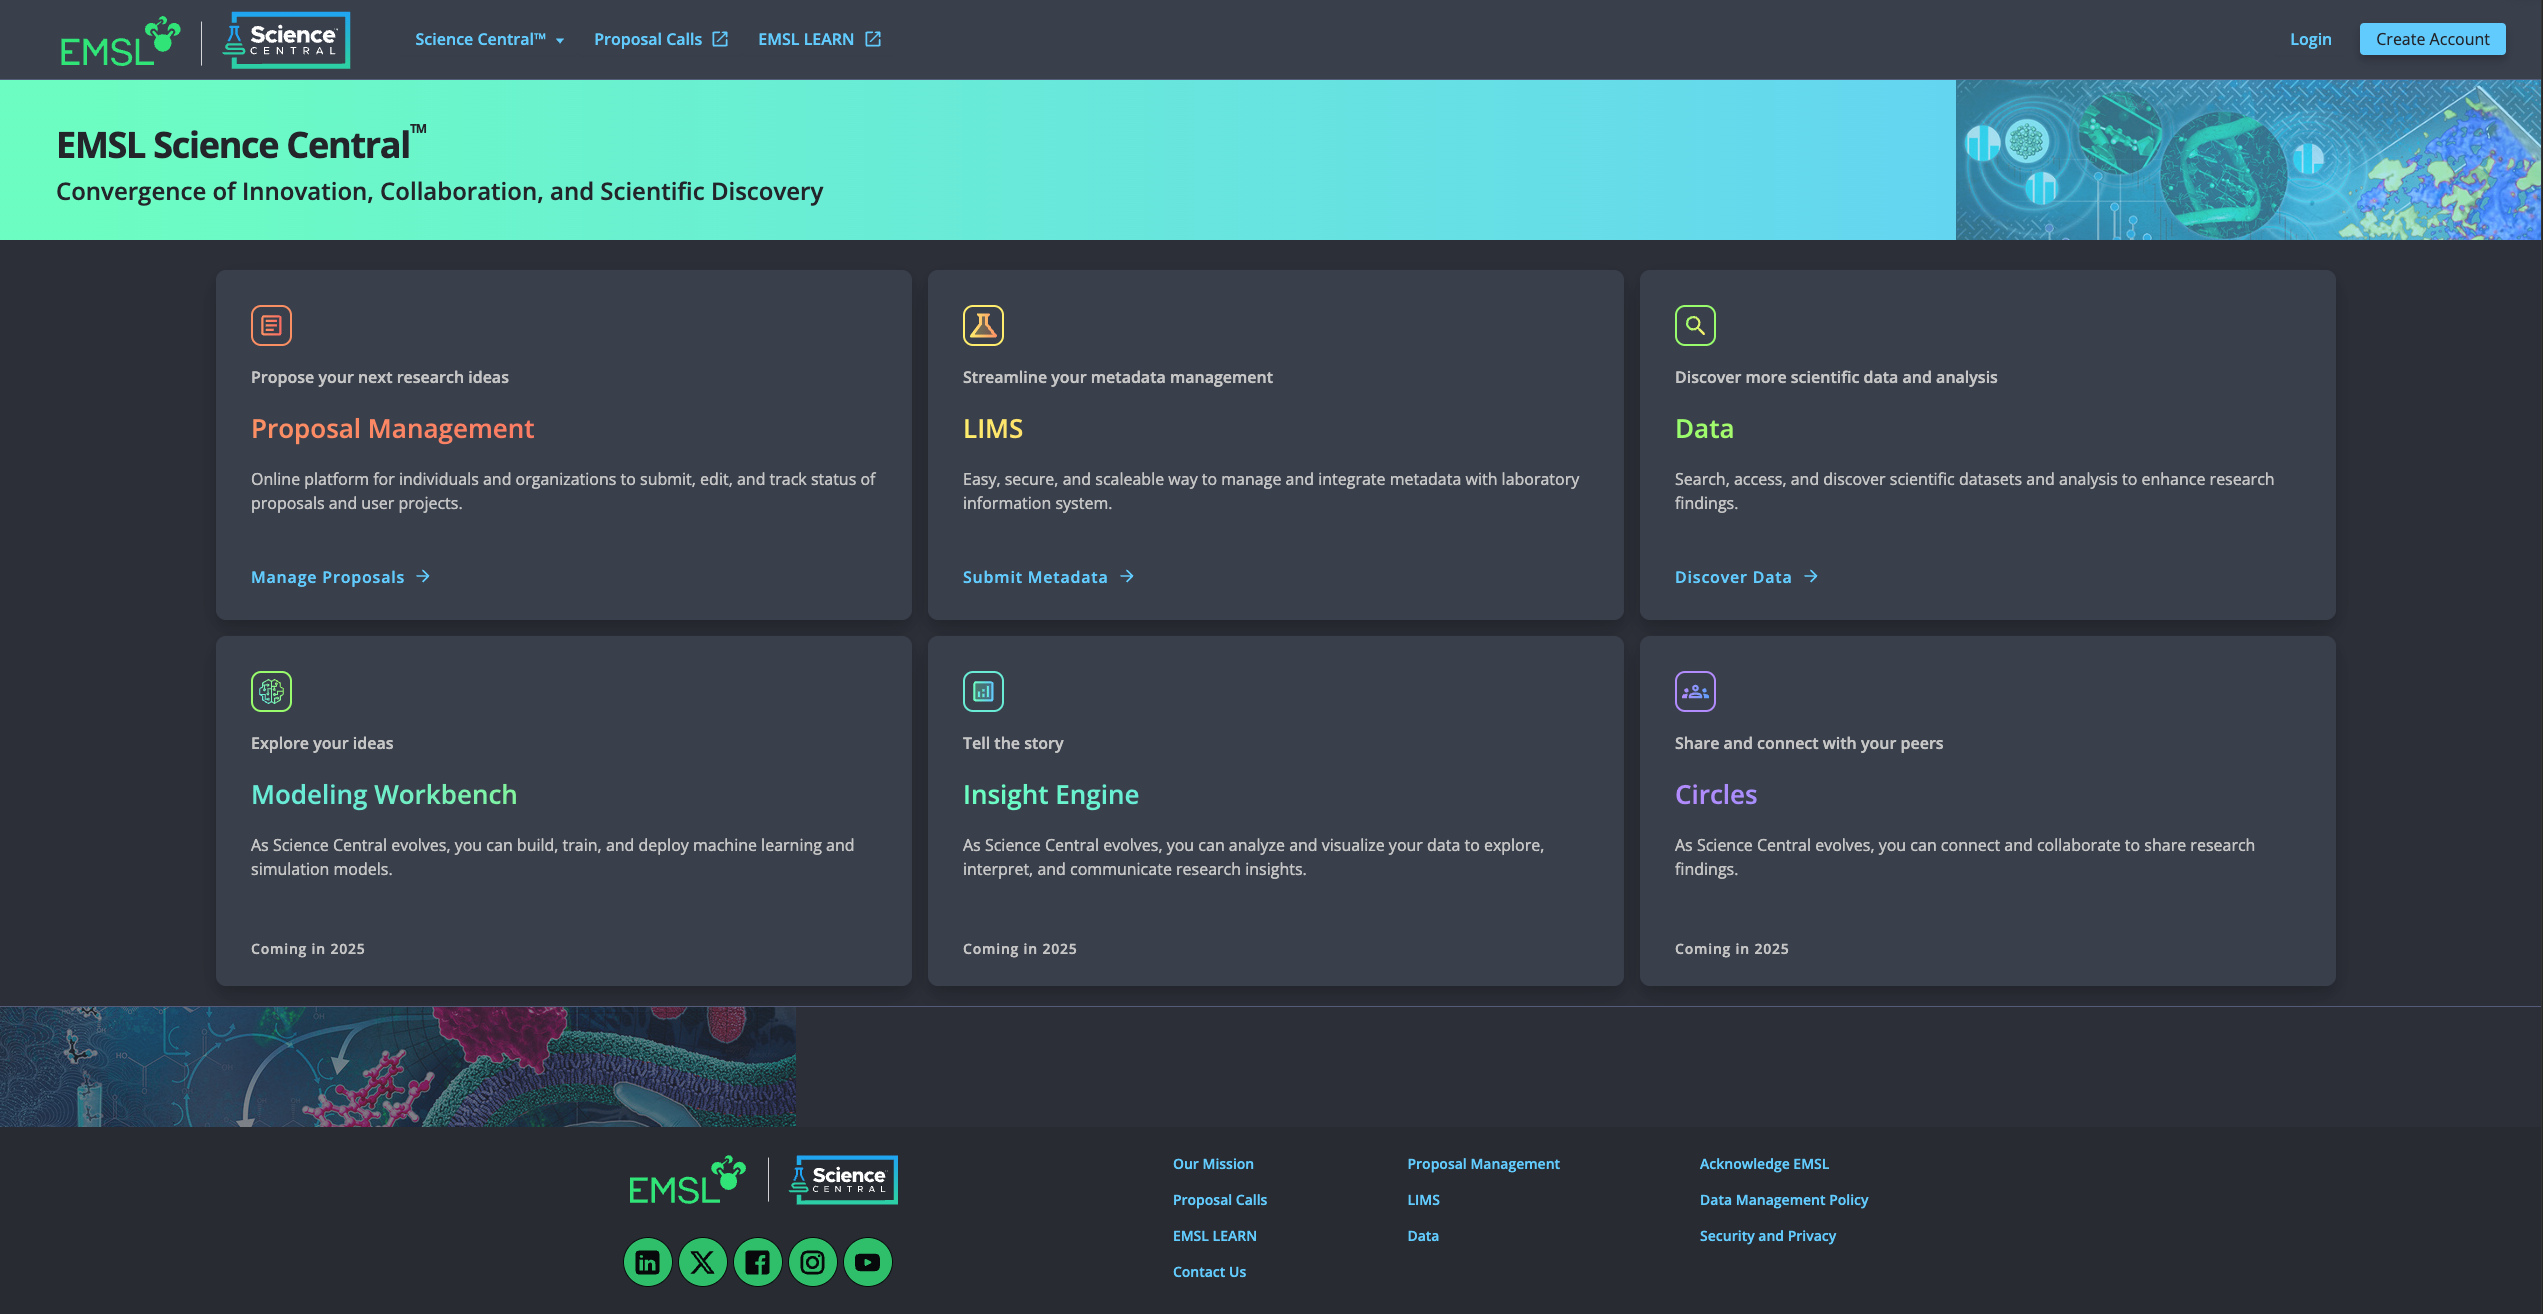 EMSL
Science
CENTRAL
Science Central™
Proposal Calls
EMSL LEARN
Login
Create Account
EMSL Science Central™
Convergence of Innovation, Collaboration, and Scientific Discovery
Propose your next research ideas
Proposal Management
Online platform for individuals and organizations to submit, edit, and track status of
proposals and user projects.
Manage Proposals
Streamline your metadata management
LIMS
Easy, secure, and scaleable way to manage and integrate metadata with laboratory
information system.
Submit Metadata
Discover more scientific data and analysis
Data
Search, access, and discover scientific datasets and analysis to enhance research
findings.
Discover Data
Explore your ideas
Modeling Workbench
As Science Central evolves, you can build, train, and deploy machine learning and
simulation models.
Coming in 2025
Tell the story
Insight Engine
As Science Central evolves, you can analyze and visualize your data to explore,
interpret, and communicate research insights.
Coming in 2025
Share and connect with your peers
Circles
As Science Central evolves, you can connect and collaborate to share research
findings.
Coming in 2025
EMSL
Science
CENTRAL
Our Mission
Proposal Calls
EMSL LEARN
Contact Us
Proposal Management
LIMS
Data
Acknowledge EMSL
Data Management Policy
Security and Privacy